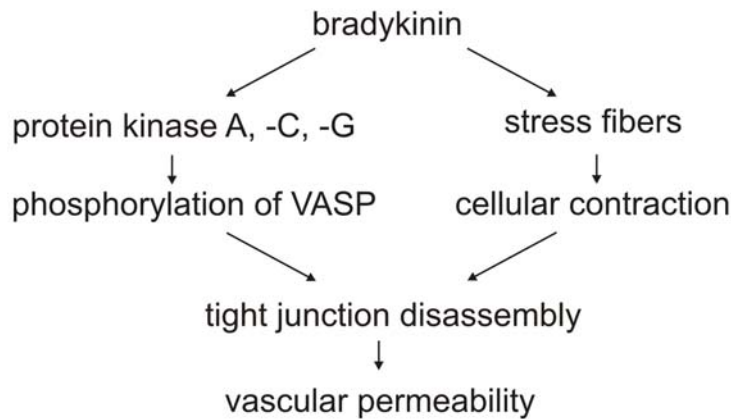 bradykinin
protein kinase A, -C, -G
stress fibers
phosphorylation of VASP
cellular contraction
tight junction disassembly
vascular permeability